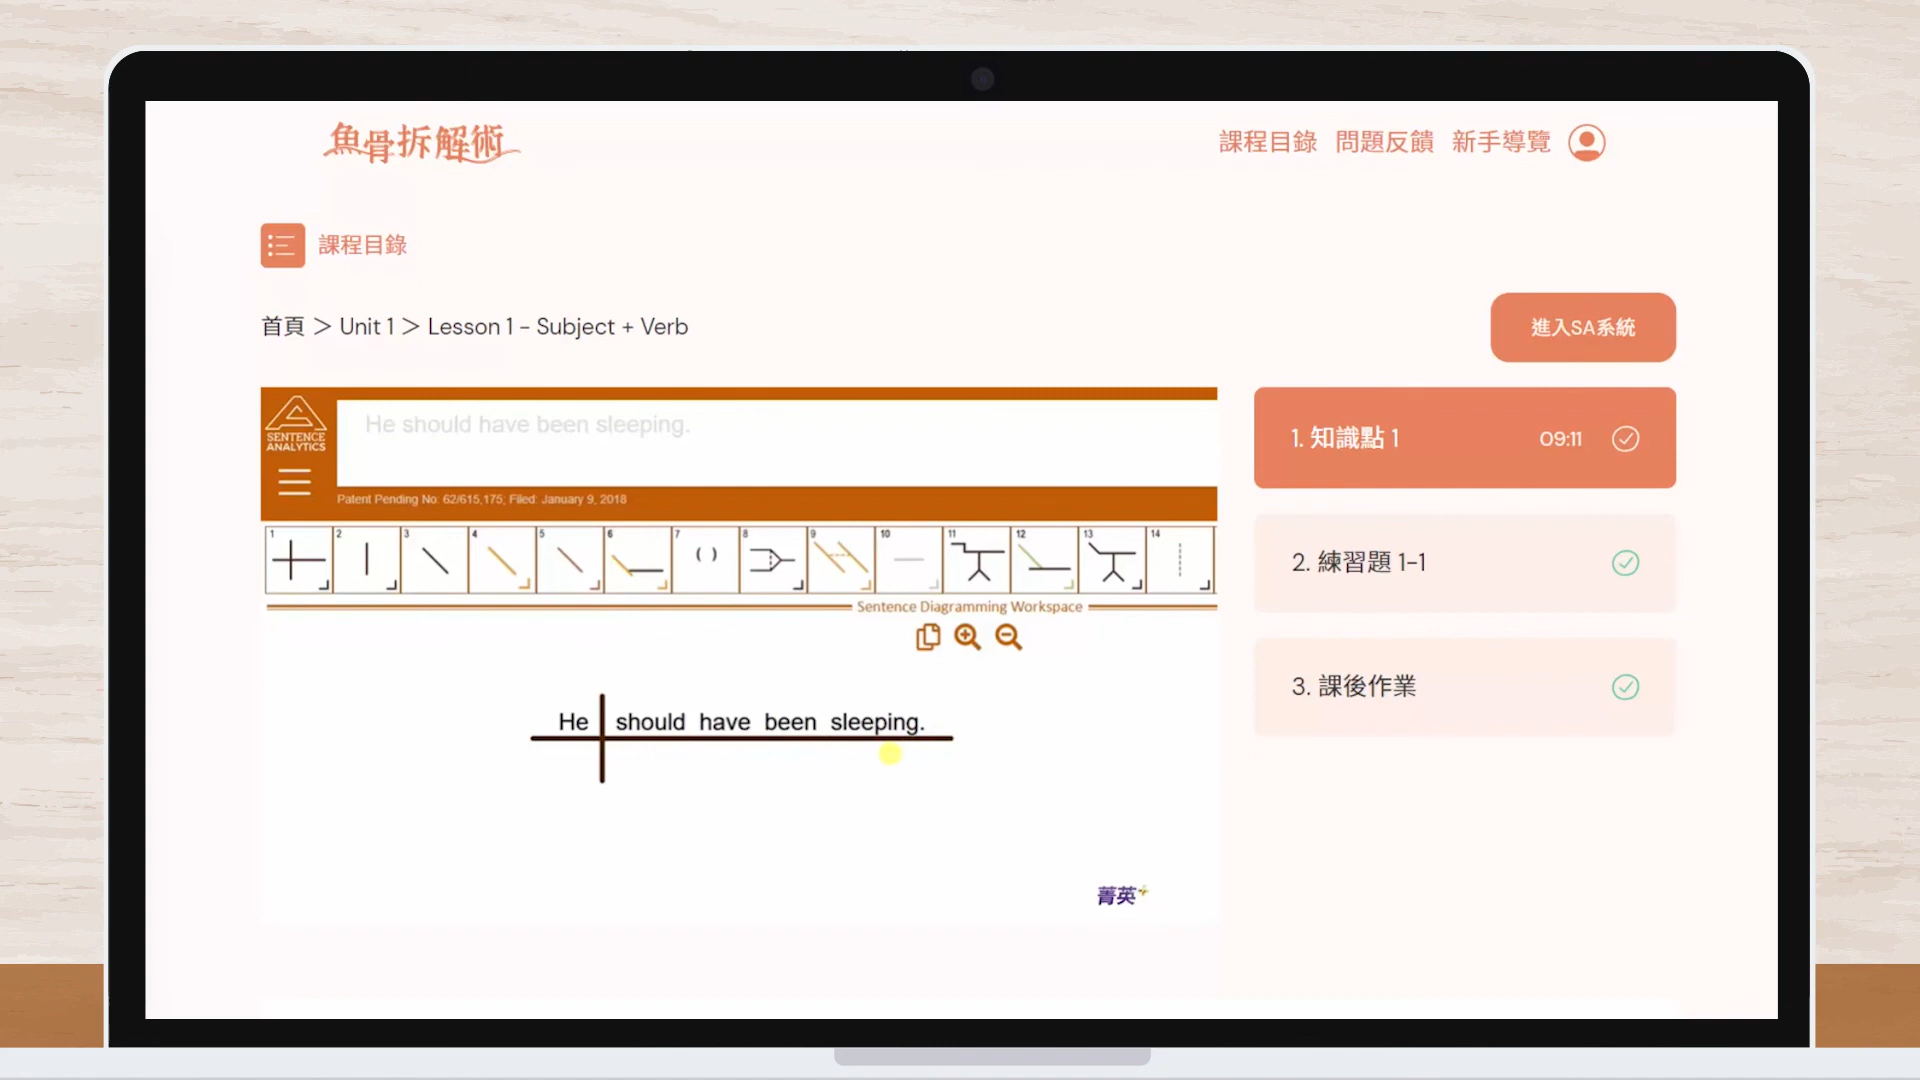 魚骨拆解術
課程目錄 問題反饋 新手導覽
課程目錄
首頁 > Unit 1 > Lesson 1 - Subject + Verb
進入SA系統
He should have been sleeping.
SENTENCE
ANALYTICS
Patent Pending No: 62/615,175; Filed: January 9, 2018
1 2 3 4 5 6 7 8 9 10 11 12 13 14
( )
Sentence Diagramming Workspace
He should have been sleeping.
菁英+
1. 知識點 1 09:11
2. 練習題 1-1
3. 課後作業